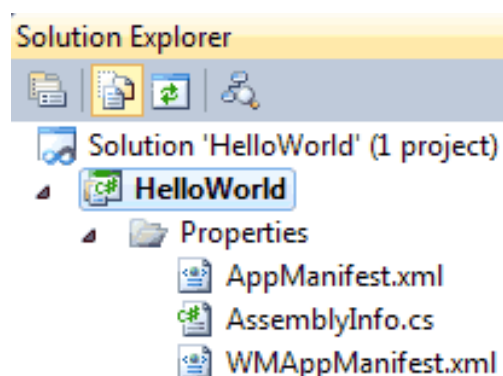 Solution Explorer
Solution 'HelloWorld' (1 project)
HelloWorld
Properties
AppManifest.xml
AssemblyInfo.cs
WMAppManifest.xml